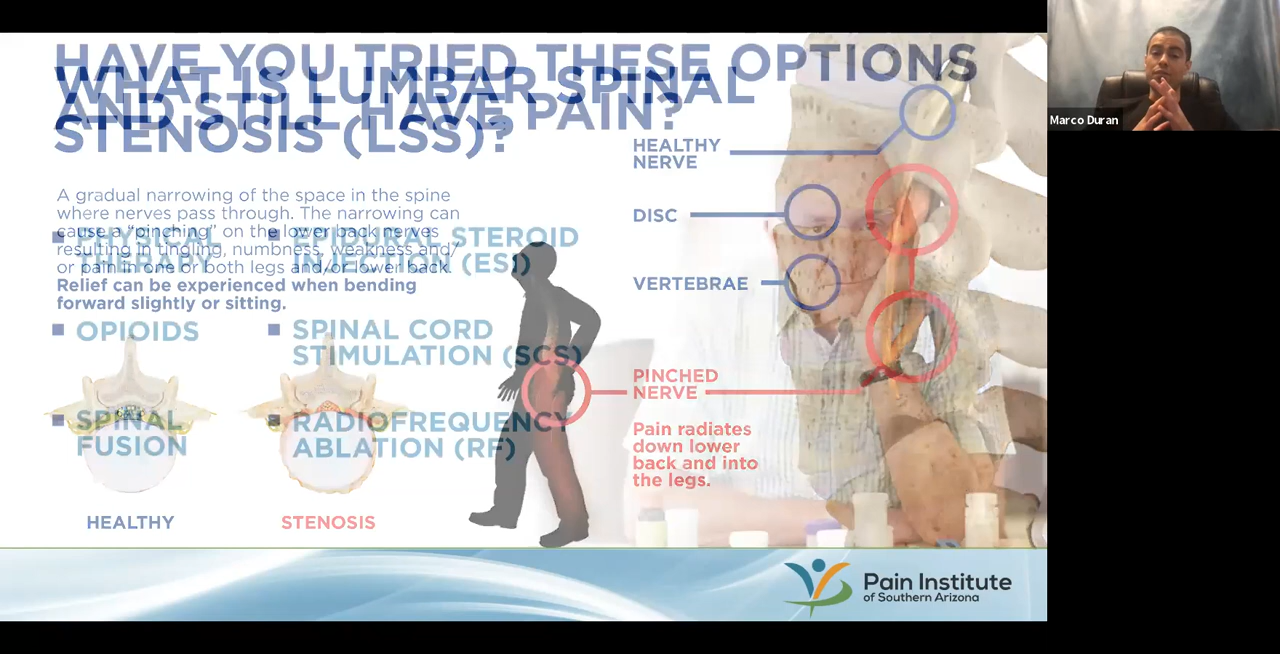 HAVE YOU TRIED THESE OPTIONS
AND STILL HAVE PAIN?
WHAT IS LUMBAR SPINAL
STENOSIS (LSS)?
A gradual narrowing of the space in the spine
where nerves pass through. The narrowing can
cause a “pinching” on the lower back nerves
resulting in tingling, numbness, weakness and/
or pain in one or both legs and/or lower back.
Relief can be experienced when bending
forward slightly or sitting.
PHYSICAL
THERAPY
EPIDURAL STEROID
INJECTION (ESI)
OPIOIDS
SPINAL CORD
STIMULATION (SCS)
SPINAL
FUSION
RADIOFREQUENCY
ABLATION (RF)
HEALTHY
STENOSIS
HEALTHY
NERVE
DISC
VERTEBRAE
PINCHED
NERVE
Pain radiates
down lower
back and into
the legs.
Pain Institute
of Southern Arizona
Marco Duran